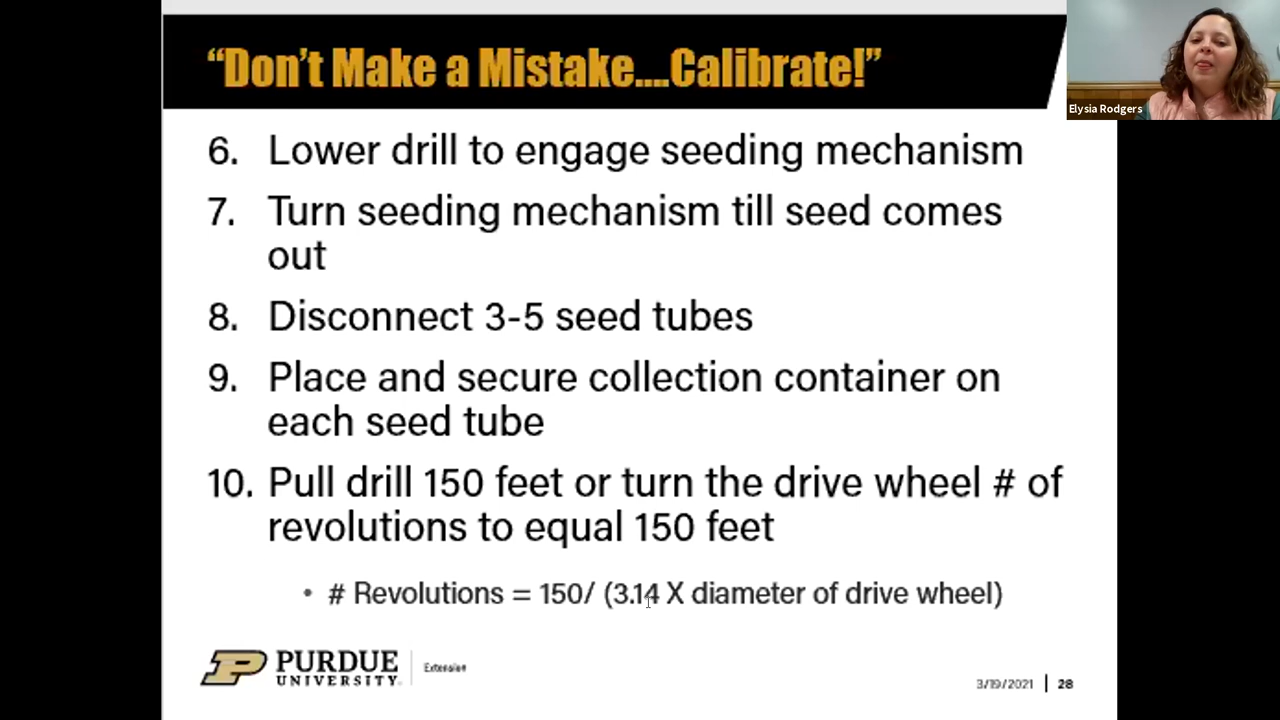 “Don’t Make a Mistake....Calibrate!”
Elysia Rodgers
6. Lower drill to engage seeding mechanism
7. Turn seeding mechanism till seed comes
out
8. Disconnect 3-5 seed tubes
9. Place and secure collection container on
each seed tube
10. Pull drill 150 feet or turn the drive wheel # of
revolutions to equal 150 feet
• # Revolutions = 150/ (3.14 X diameter of drive wheel)
PURDUE
UNIVERSITY.
Extension
3/19/2021 | 28